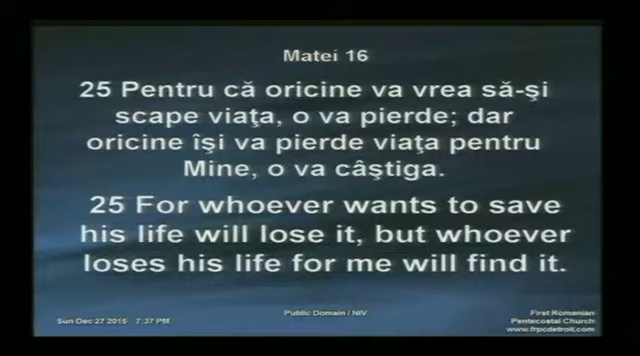 Matei 16
25 Pentru că oricine va vrea să-şi
scape viaţa, o va pierde; dar
oricine îşi va pierde viaţa pentru
Mine, o va câştiga.
25 For whoever wants to save
his life will lose it, but whoever
loses his life for me will find it.
Sun Dec 27 2015 7:37 PM
Public Domain / NIV
First Romanian
Pentecostal Church
www.frpcdetroit.com